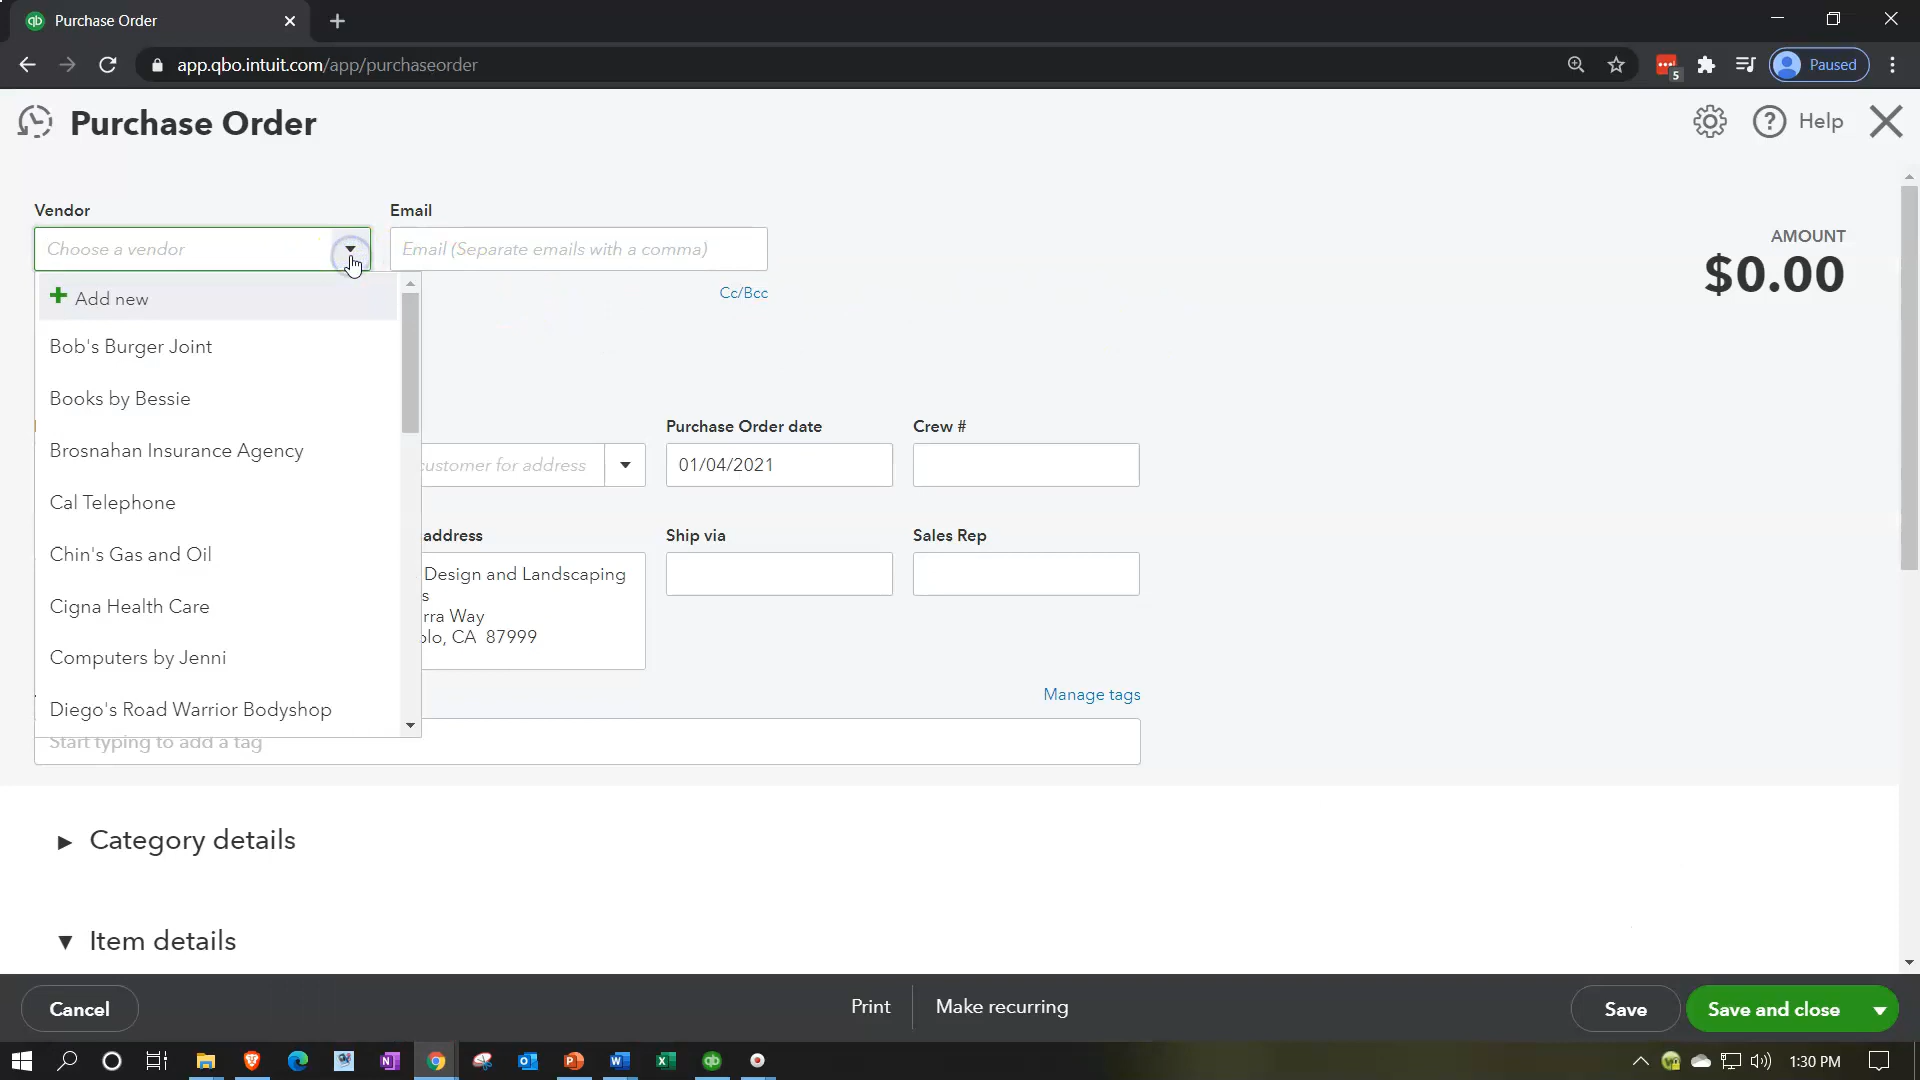 Purchase Order
app.qbo.intuit.com/app/purchaseorder
5
Paused
Purchase Order
Help
Vendor
Email
Choose a vendor
Email (Separate emails with a comma)
AMOUNT
$0.00
Cc/Bcc
Add new
Bob's Burger Joint
Books by Bessie
Brosnahan Insurance Agency
Cal Telephone
Chin's Gas and Oil
Cigna Health Care
Computers by Jenni
Diego's Road Warrior Bodyshop
Purchase Order date
Crew #
customer for address
01/04/2021
address
Ship via
Sales Rep
Design and Landscaping
s
rra Way
olo, CA 87999
Manage tags
Start typing to add a tag
Category details
Item details
Cancel
Print
Make recurring
Save
Save and close
1:30 PM